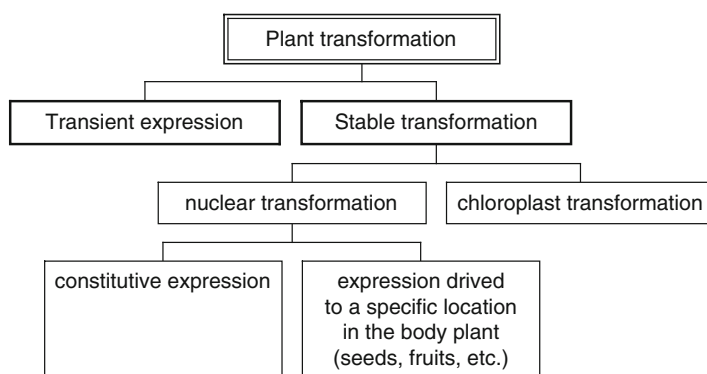 Plant transformation
Transient expression
Stable transformation
nuclear transformation
chloroplast transformation
constitutive expression
expression drived
to a specific location
in the body plant
(seeds, fruits, etc.)